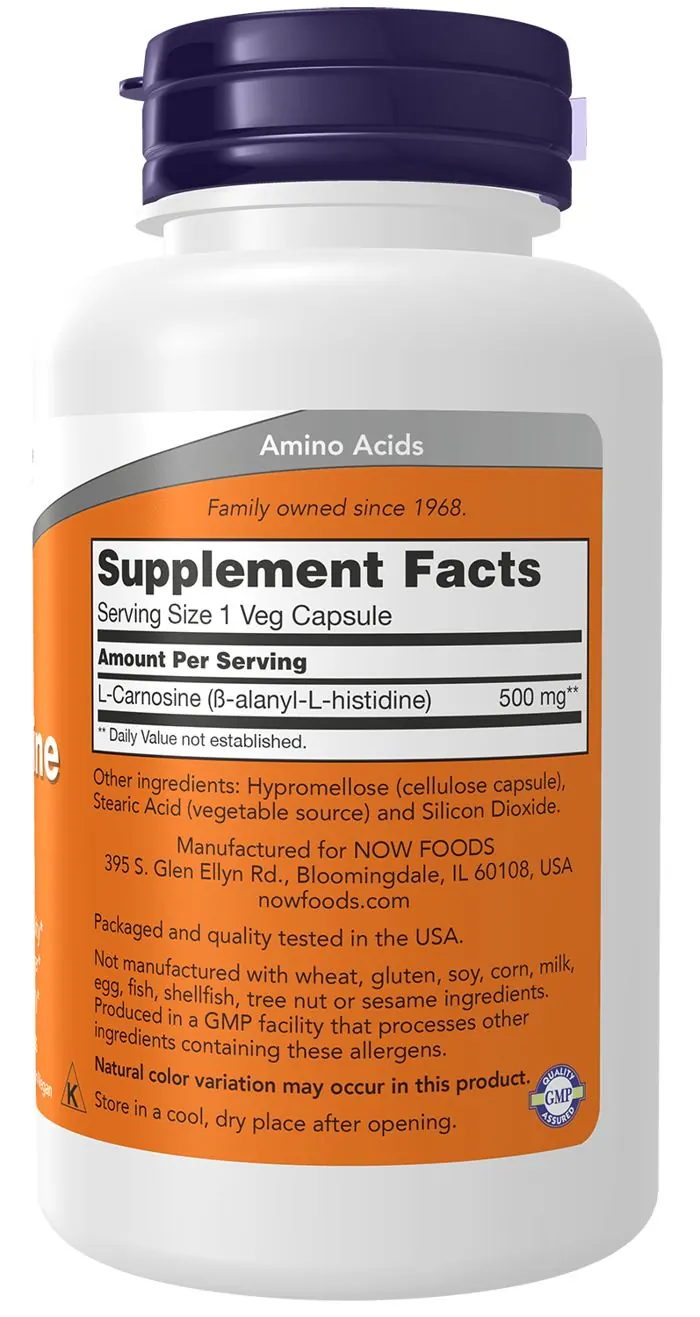 Amino Acids
Family owned since 1968.
Supplement Facts
Serving Size 1 Veg Capsule
Amount Per Serving
L-Carnosine (ß-alanyl-L-histidine) 500 mg**
** Daily Value not established.
ine
Other ingredients: Hypromellose (cellulose capsule),
Stearic Acid (vegetable source) and Silicon Dioxide.
Manufactured for NOW FOODS
395 S. Glen Ellyn Rd., Bloomingdale, IL 60108, USA
nowfoods.com
Packaged and quality tested in the USA.
Not manufactured with wheat, gluten, soy, corn, milk,
egg, fish, shellfish, tree nut or sesame ingredients.
Produced in a GMP facility that processes other
ingredients containing these allergens.
Natural color variation may occur in this product.
Store in a cool, dry place after opening.
K
QUALITY
GMP
ASSURED